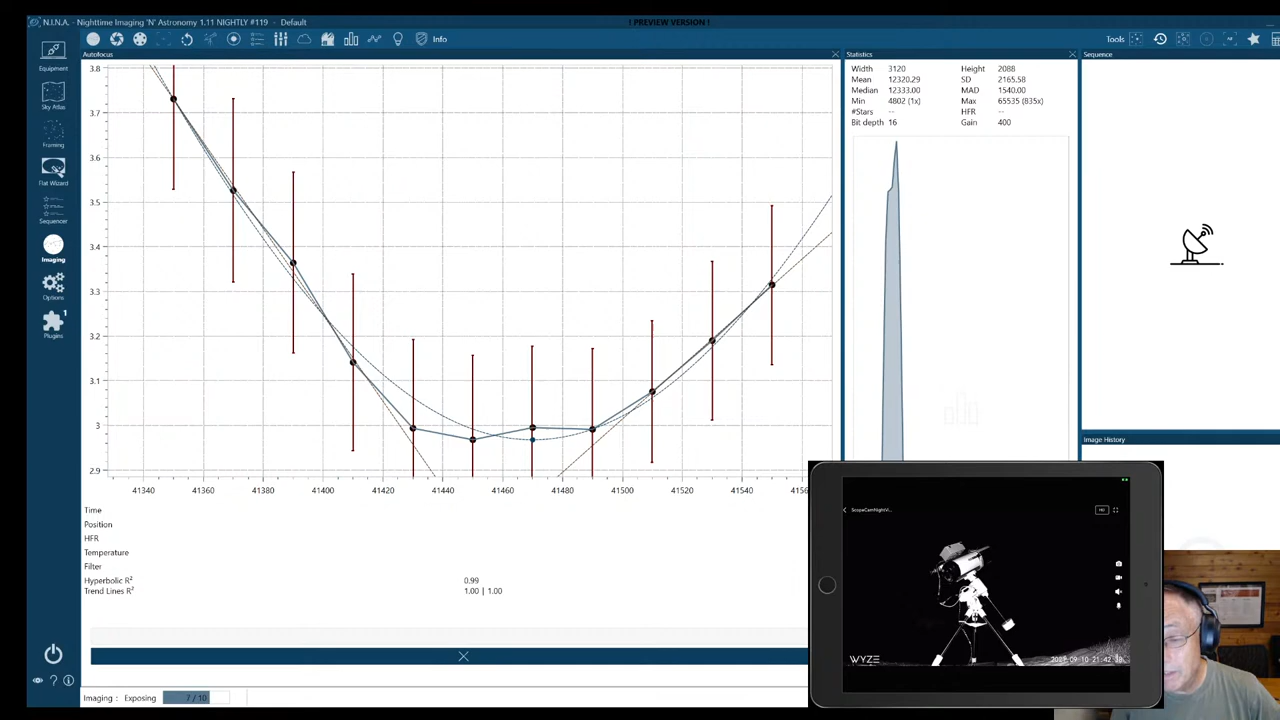 N.I.N.A. - Nighttime Imaging 'N' Astronomy 1.11 NIGHTLY #119 - Default
! PREVIEW VERSION !
Info
Tools
Equipment
Sky Atlas
Framing
Flat Wizard
Sequencer
Imaging
Options
1
Plugins
Autofocus
3.8
3.7
3.6
3.5
3.4
3.3
3.2
3.1
3
2.9
41340 41360 41380 41400 41420 41440 41460 41480 41500 41520 41540
Time
Position
HFR
Temperature
Filter
Hyperbolic R² 0.99
Trend Lines R² 1.00 | 1.00
Imaging : Exposing 7 / 10
Statistics
Width 3120 Height 2088
Mean 12320.29 SD 2165.58
Median 12333.00 MAD 1540.00
Min 4802 (1x) Max 65535 (835x)
#Stars -- HFR --
Bit depth 16 Gain 400
Sequence
Image History
ScopeCamNightVi...
HD
WYZE